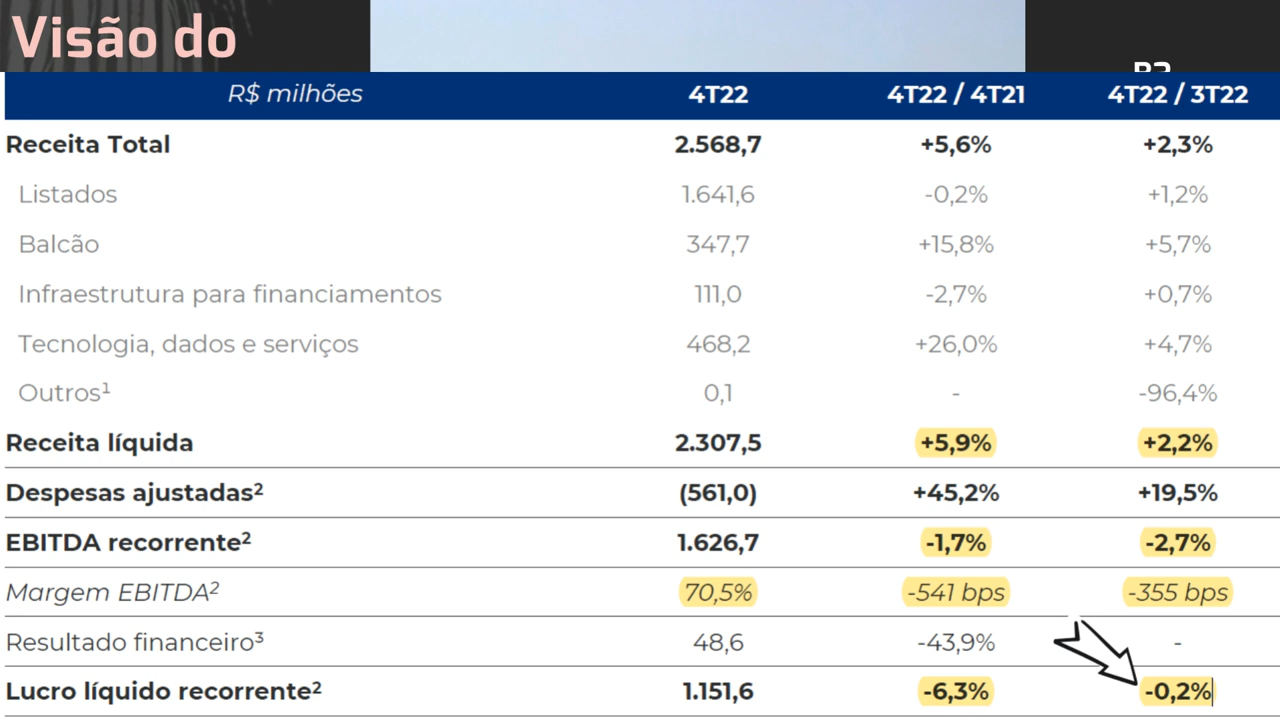 Visão do
R$ milhões 4T22 4T22 / 4T21 4T22 / 3T22
Receita Total 2.568,7 +5,6% +2,3%
Listados 1.641,6 -0,2% +1,2%
Balcão 347,7 +15,8% +5,7%
Infraestrutura para financiamentos 111,0 -2,7% +0,7%
Tecnologia, dados e serviços 468,2 +26,0% +4,7%
Outros¹ 0,1 - -96,4%
Receita líquida 2.307,5 +5,9% +2,2%
Despesas ajustadas² (561,0) +45,2% +19,5%
EBITDA recorrente² 1.626,7 -1,7% -2,7%
Margem EBITDA² 70,5% -541 bps -355 bps
Resultado financeiro³ 48,6 -43,9% -
Lucro líquido recorrente² 1.151,6 -6,3% -0,2%